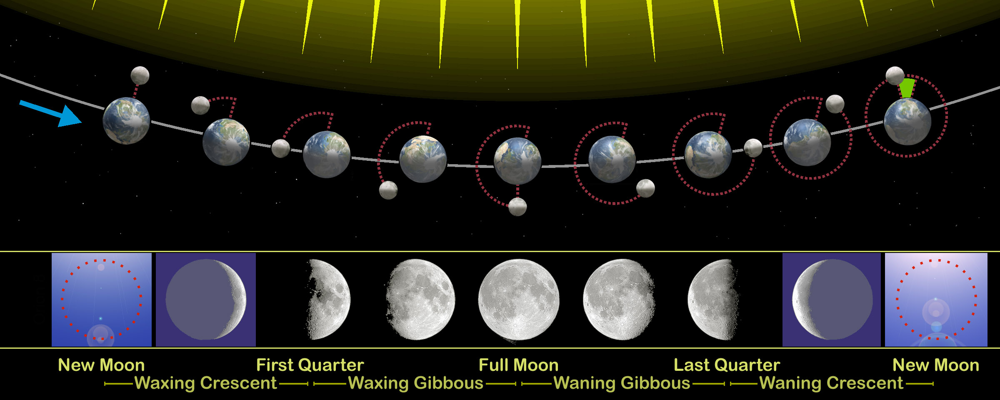 New Moon First Quarter Full Moon Last Quarter New Moon
Waxing Crescent Waxing Gibbous Waning Gibbous Waning Crescent